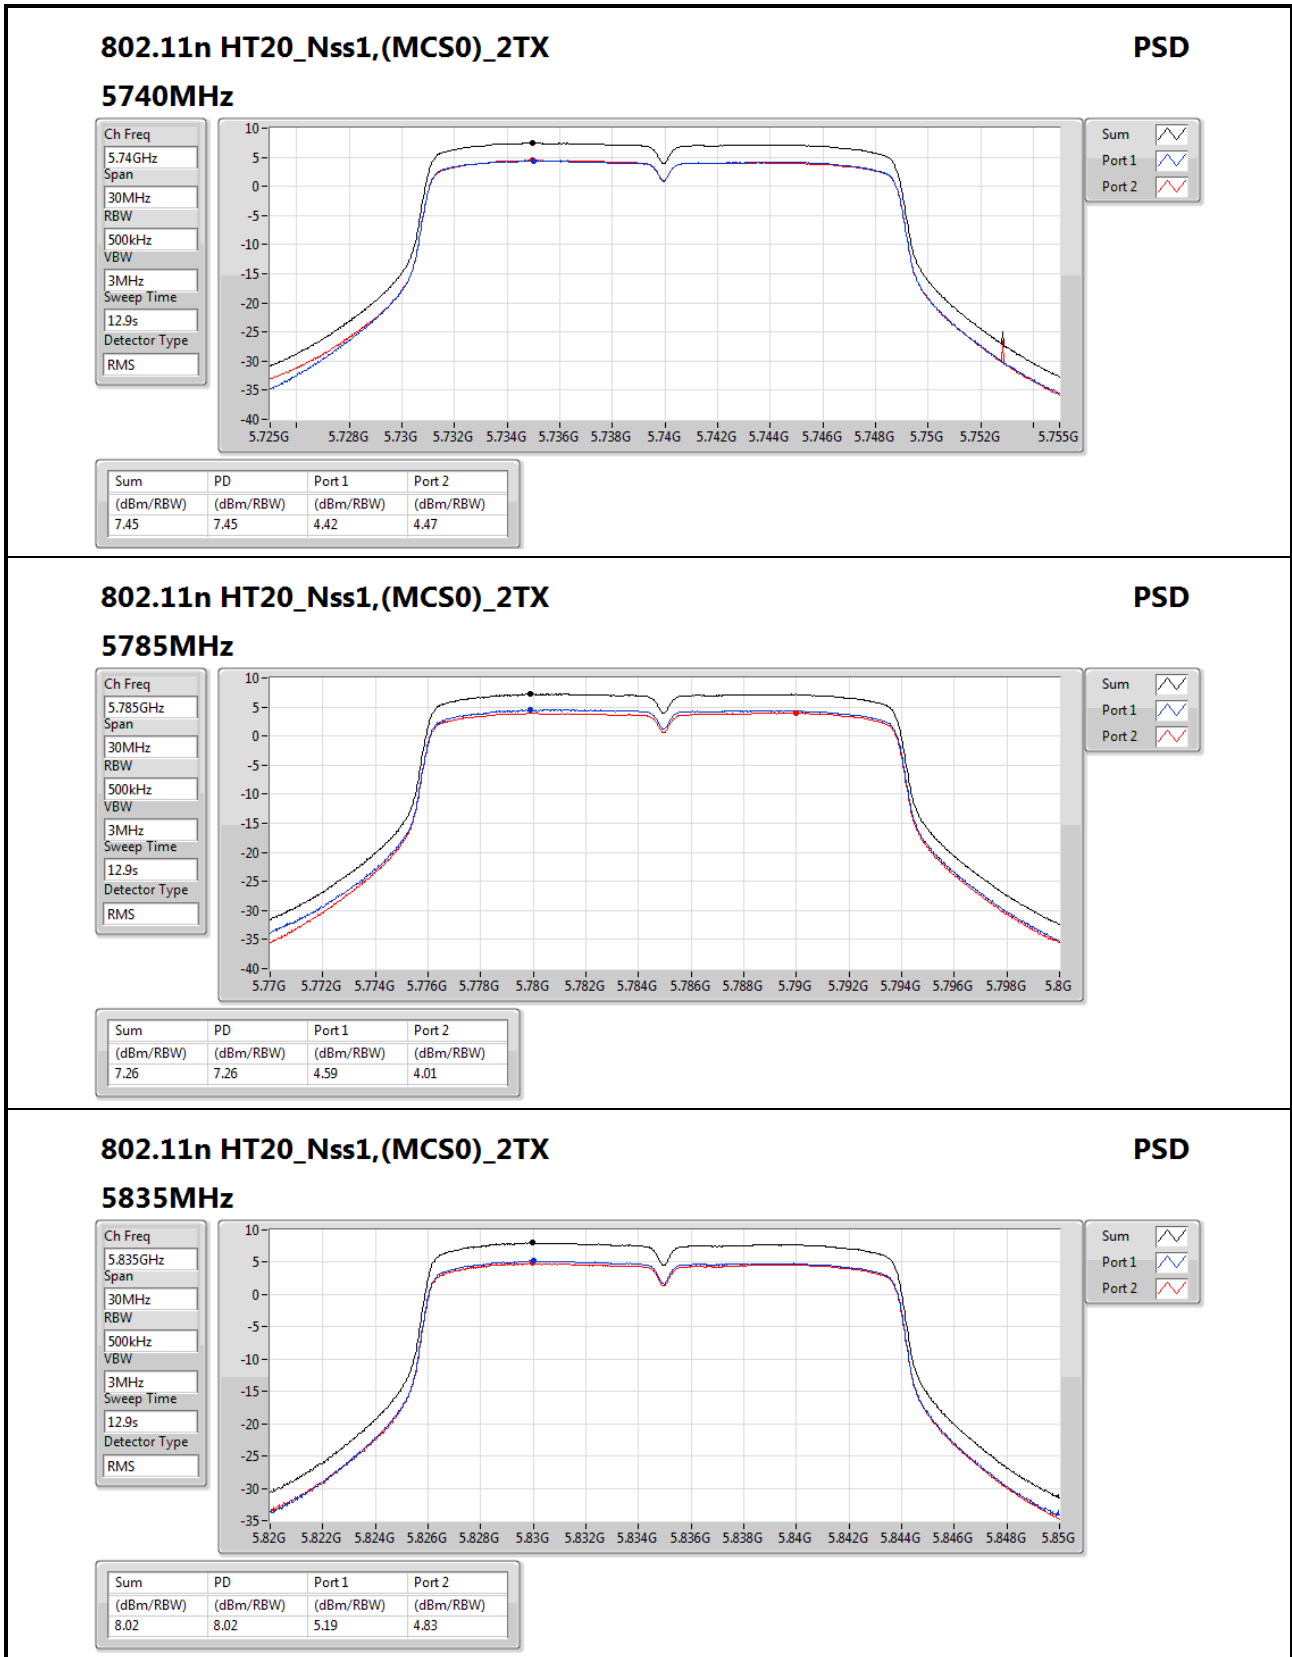 802.11n HT20_Nss1,(MCS0)_2TX PSD
5740MHz
Ch Freq
5.74GHz
Span
30MHz
RBW
500kHz
VBW
3MHz
Sweep Time
12.9s
Detector Type
RMS
10
5
0
-5
-10
-15
-20
-25
-30
-35
-40
5.725G 5.728G 5.73G 5.732G 5.734G 5.736G 5.738G 5.74G 5.742G 5.744G 5.746G 5.748G 5.75G 5.752G 5.755G
Sum
Port 1
Port 2
Sum PD Port 1 Port 2
(dBm/RBW) (dBm/RBW) (dBm/RBW) (dBm/RBW)
7.45 7.45 4.42 4.47
802.11n HT20_Nss1,(MCS0)_2TX PSD
5785MHz
Ch Freq
5.785GHz
Span
30MHz
RBW
500kHz
VBW
3MHz
Sweep Time
12.9s
Detector Type
RMS
10
5
0
-5
-10
-15
-20
-25
-30
-35
-40
5.77G 5.772G 5.774G 5.776G 5.778G 5.78G 5.782G 5.784G 5.786G 5.788G 5.79G 5.792G 5.794G 5.796G 5.798G 5.8G
Sum
Port 1
Port 2
Sum PD Port 1 Port 2
(dBm/RBW) (dBm/RBW) (dBm/RBW) (dBm/RBW)
7.26 7.26 4.59 4.01
802.11n HT20_Nss1,(MCS0)_2TX PSD
5835MHz
Ch Freq
5.835GHz
Span
30MHz
RBW
500kHz
VBW
3MHz
Sweep Time
12.9s
Detector Type
RMS
10
5
0
-5
-10
-15
-20
-25
-30
-35
5.82G 5.822G 5.824G 5.826G 5.828G 5.83G 5.832G 5.834G 5.836G 5.838G 5.84G 5.842G 5.844G 5.846G 5.848G 5.85G
Sum
Port 1
Port 2
Sum PD Port 1 Port 2
(dBm/RBW) (dBm/RBW) (dBm/RBW) (dBm/RBW)
8.02 8.02 5.19 4.83